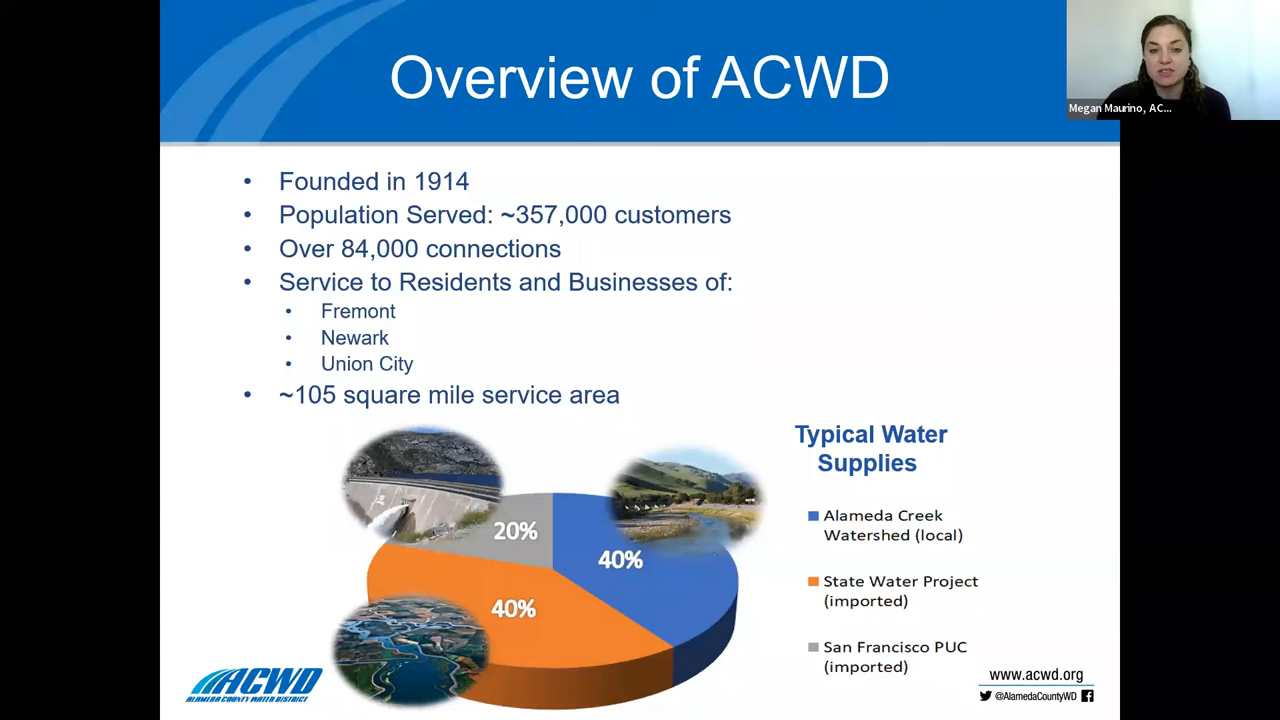 Overview of ACWD
Megan Maurino, AC...
• Founded in 1914
• Population Served: ~357,000 customers
• Over 84,000 connections
• Service to Residents and Businesses of:
• Fremont
• Newark
• Union City
• ~105 square mile service area
Typical Water
Supplies
20%
40%
40%
Alameda Creek
Watershed (local)
State Water Project
(imported)
San Francisco PUC
(imported)
ACWD
ALAMEDA COUNTY WATER DISTRICT
www.acwd.org
@AlamedaCountyWD